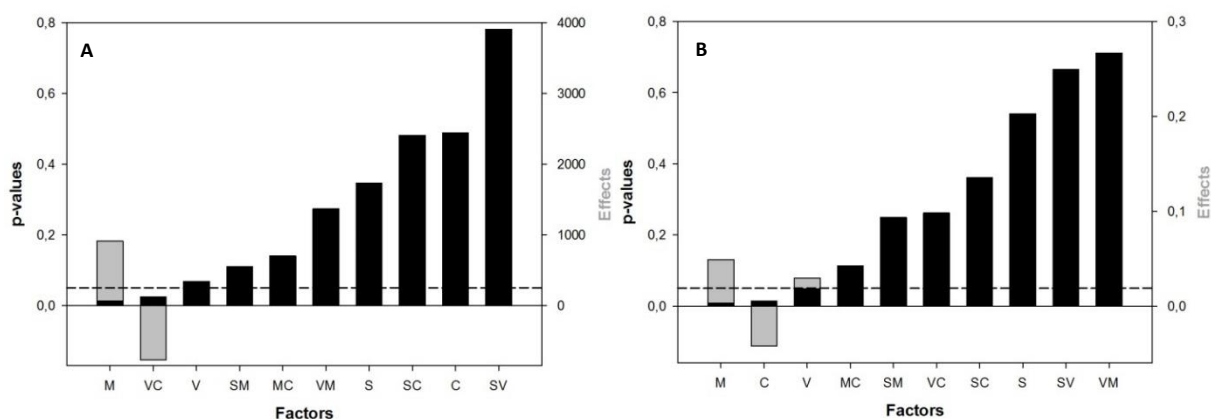 A
p-values
0,8
0,6
0,4
0,2
0,0
4000
3000
2000
1000
0
Effects
M VC V SM MC VM S SC C SV
Factors
B
p-values
0,8
0,6
0,4
0,2
0,0
0,3
0,2
0,1
0,0
Effects
M C V MC SM VC SC S SV VM
Factors